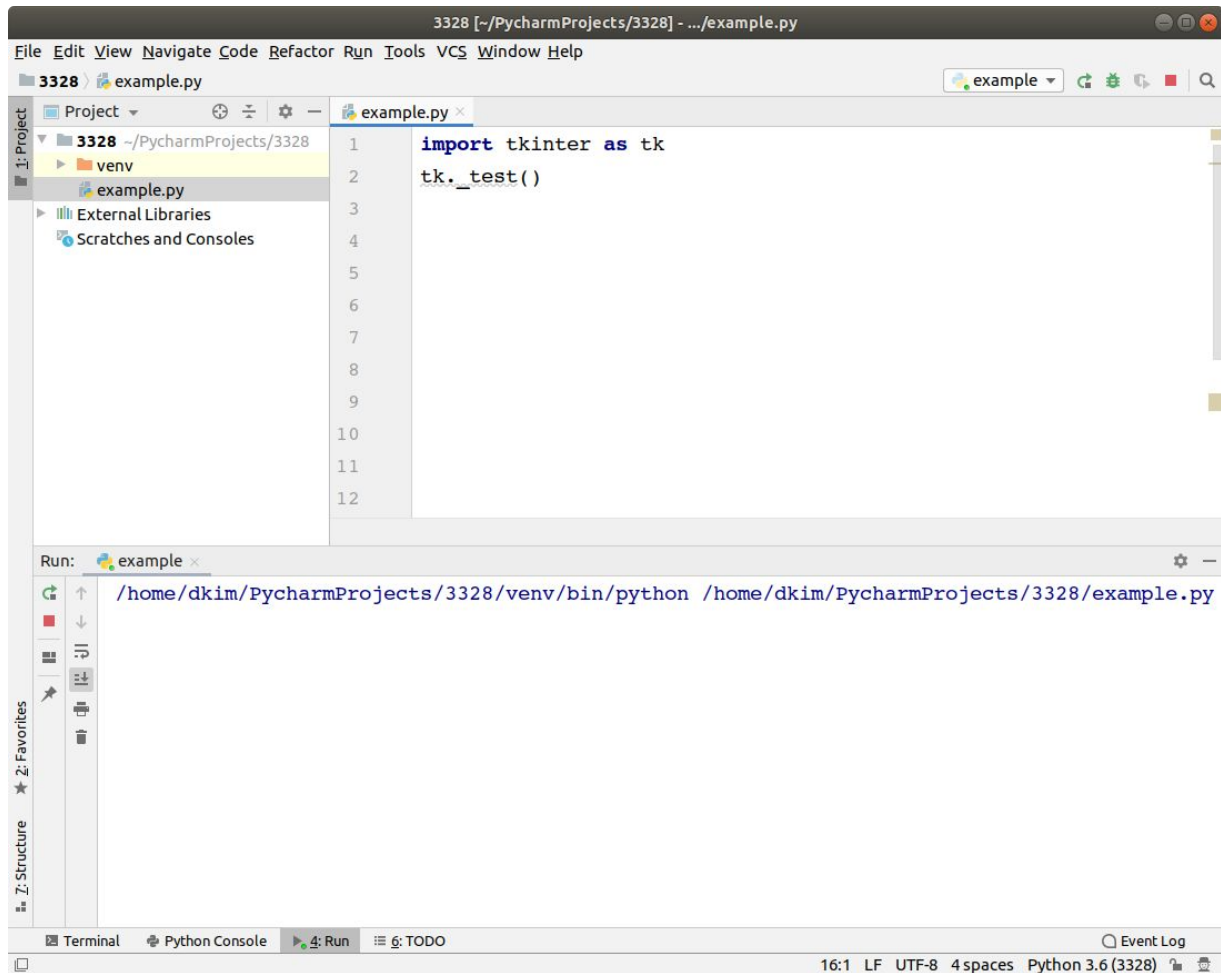 3328 [~/PycharmProjects/3328] - .../example.py
File Edit View Navigate Code Refactor Run Tools VCS Window Help
3328 example.py example
1: Project
Project
example.py
3328 ~/PycharmProjects/3328
venv
example.py
External Libraries
Scratches and Consoles
1 import tkinter as tk
2 tk._test()
3
4
5
6
7
8
9
10
11
12
Run: example
/home/dkim/PycharmProjects/3328/venv/bin/python /home/dkim/PycharmProjects/3328/example.py
2: Favorites
7: Structure
Terminal Python Console 4: Run 6: TODO Event Log
16:1 LF UTF-8 4 spaces Python 3.6 (3328)